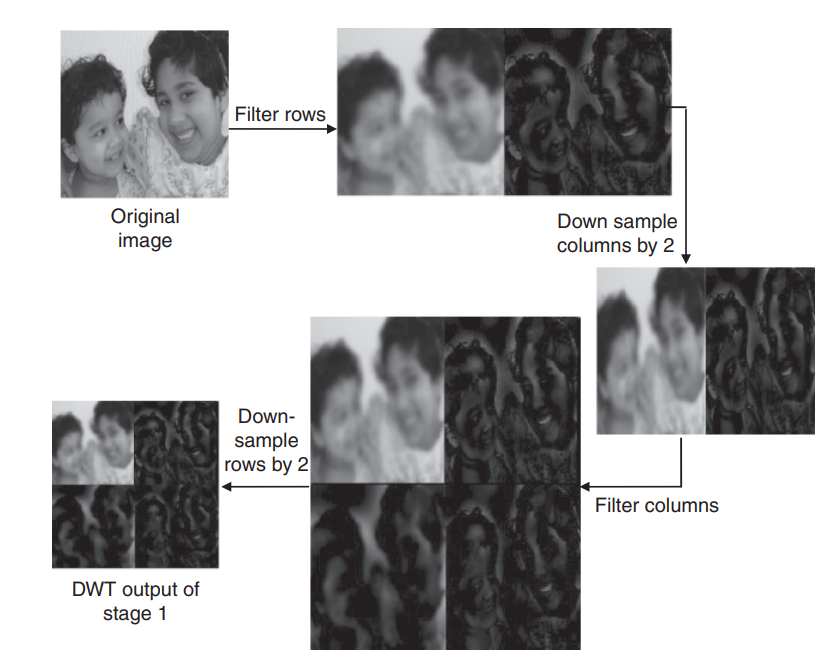 Filter rows
Original
image
Down sample
columns by 2
Filter columns
Down-
sample
rows by 2
DWT output of
stage 1